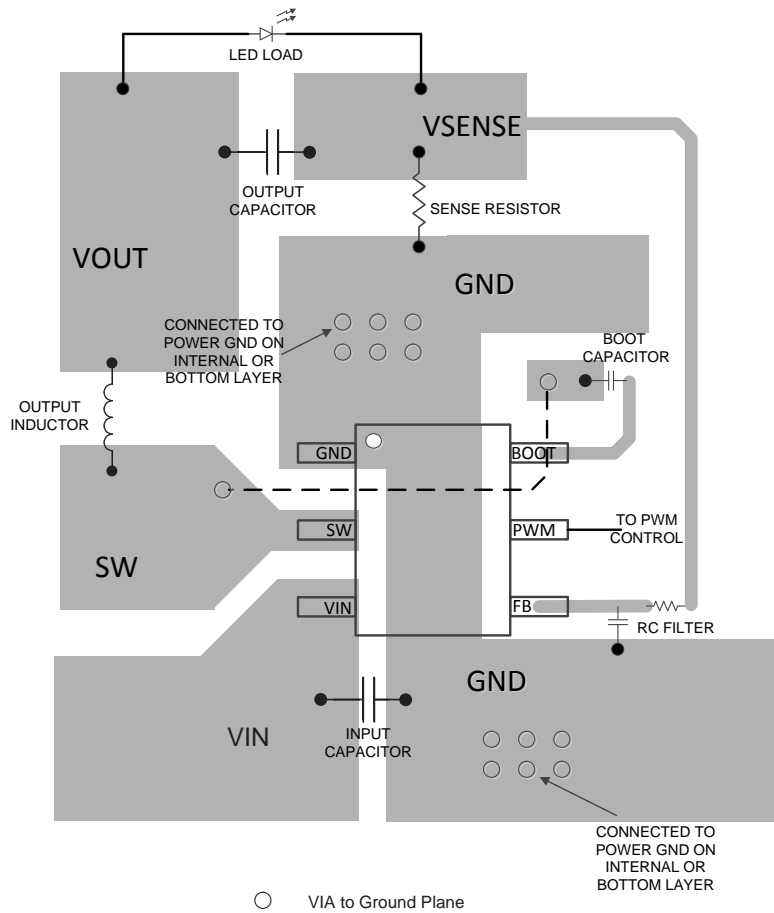 LED LOAD
VSENSE
OUTPUT
CAPACITOR
SENSE RESISTOR
VOUT
GND
CONNECTED TO
POWER GND ON
INTERNAL OR
BOTTOM LAYER
BOOT
CAPACITOR
OUTPUT
INDUCTOR
GND
BOOT
SW
SW
PWM
TO PWM
CONTROL
VIN
FB
RC FILTER
GND
VIN
INPUT
CAPACITOR
CONNECTED TO
POWER GND ON
INTERNAL OR
BOTTOM LAYER
VIA to Ground Plane